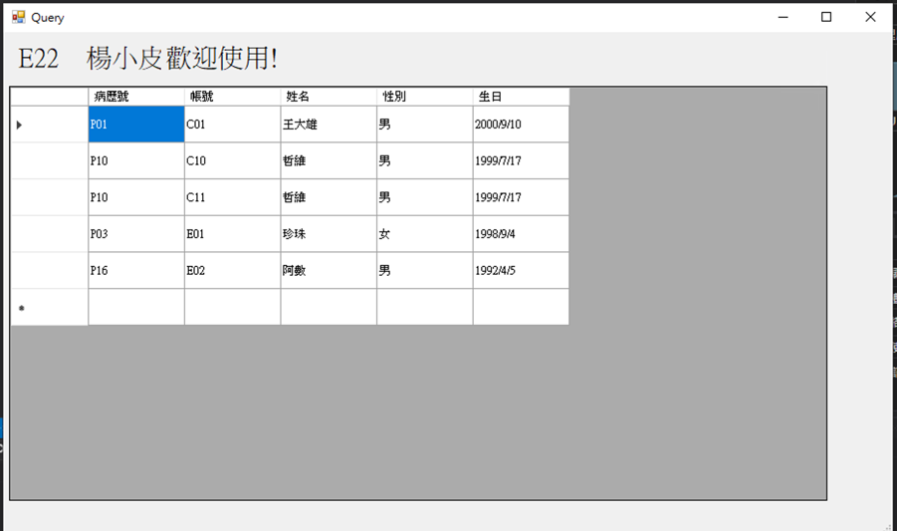 Query
E22 楊小皮歡迎使用!
病歷號 帳號 姓名 性別 生日
P01 C01 王大雄 男 2000/9/10
P10 C10 哲維 男 1999/7/17
P10 C11 哲維 男 1999/7/17
P03 E01 珍珠 女 1998/9/4
P16 E02 阿數 男 1992/4/5